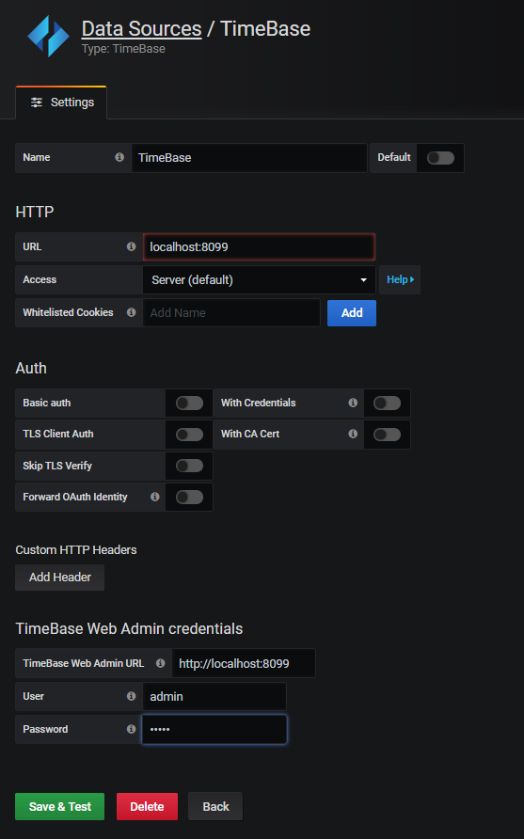 Data Sources / TimeBase
Type: TimeBase
Settings
Name TimeBase Default
HTTP
URL localhost:8099
Access Server (default) Help
Whitelisted Cookies Add Name Add
Auth
Basic auth With Credentials
TLS Client Auth With CA Cert
Skip TLS Verify
Forward OAuth Identity
Custom HTTP Headers
Add Header
TimeBase Web Admin credentials
TimeBase Web Admin URL http://localhost:8099
User admin
Password •••••
Save & Test Delete Back